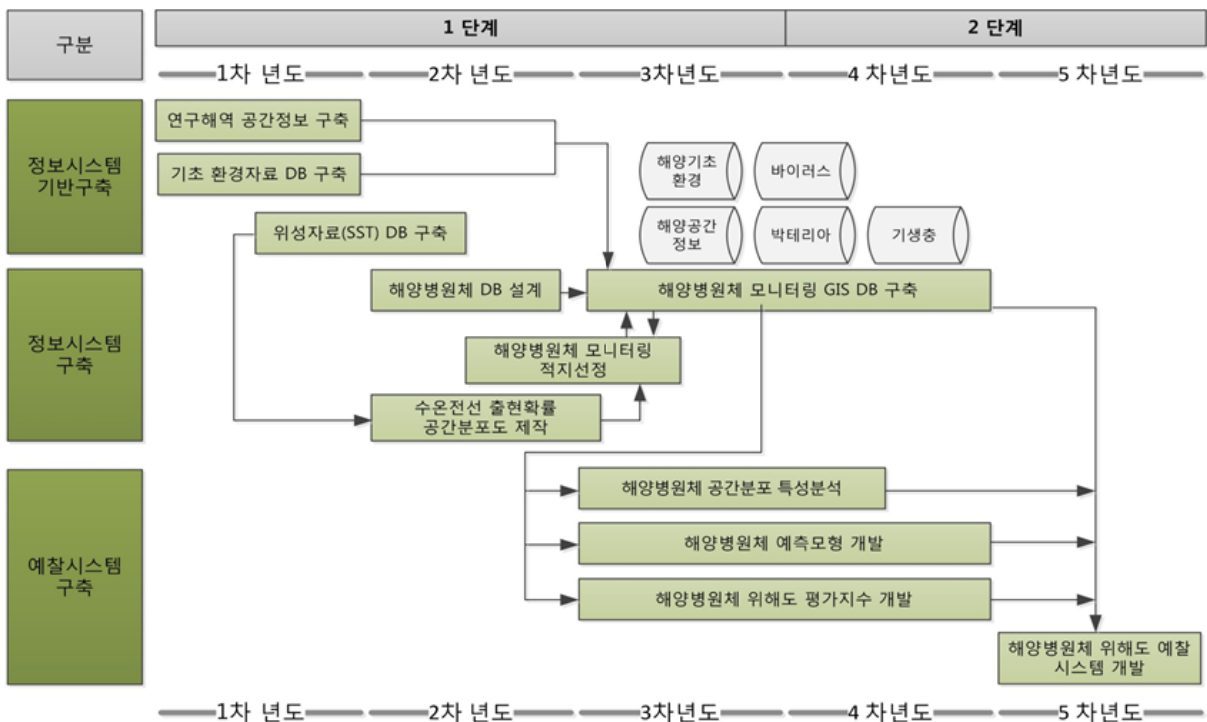 구분
1 단계
2 단계
1차 년도
2차 년도
3차년도
4 차년도
5 차년도
정보시스템
기반구축
연구해역 공간정보 구축
기초 환경자료 DB 구축
위성자료(SST) DB 구축
해양기초
환경
바이러스
해양공간
정보
박테리아
기생충
정보시스템
구축
해양병원체 DB 설계
해양병원체 모니터링 GIS DB 구축
해양병원체 모니터링
적지선정
수온전선 출현확률
공간분포도 제작
예찰시스템
구축
해양병원체 공간분포 특성분석
해양병원체 예측모형 개발
해양병원체 위해도 평가지수 개발
해양병원체 위해도 예찰
시스템 개발
1차 년도
2차 년도
3차년도
4 차년도
5 차년도